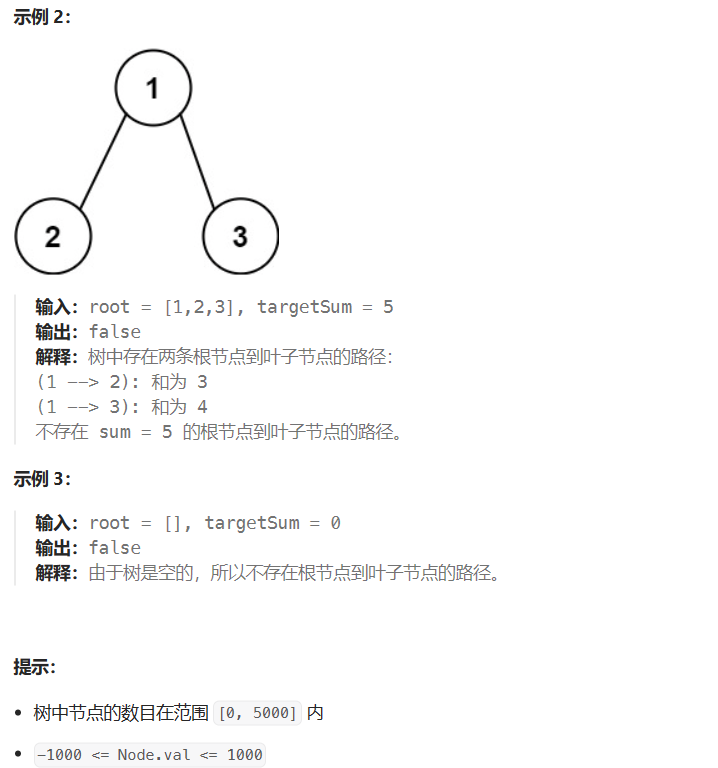 示例 2：
1
2
3
输入：root = [1,2,3], targetSum = 5
输出：false
解释：树中存在两条根节点到叶子节点的路径：
(1 --> 2): 和为 3
(1 --> 3): 和为 4
不存在 sum = 5 的根节点到叶子节点的路径。
示例 3：
输入：root = [], targetSum = 0
输出：false
解释：由于树是空的，所以不存在根节点到叶子节点的路径。
提示：
• 树中节点的数目在范围 [0, 5000] 内
• -1000 <= Node.val <= 1000